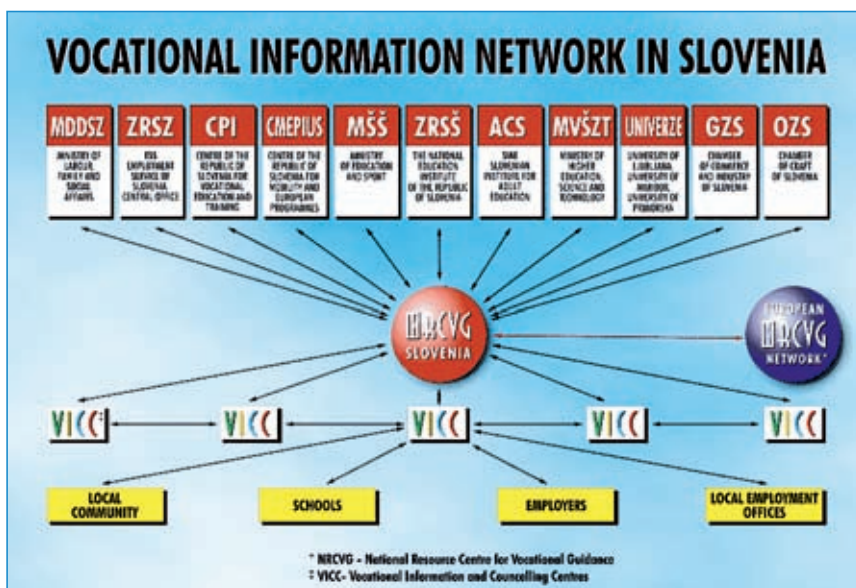 VOCATIONAL INFORMATION NETWORK IN SLOVENIA
MDDSZ
MINISTRY OF
LABOUR,
FAMILY AND
SOCIAL
AFFAIRS
ZRSZ
EMPLOYMENT
SERVICE OF
SLOVENIA
CENTRAL OFFICE
CPI
CENTRE OF THE
REPUBLIC OF
SLOVENIA FOR
VOCATIONAL
EDUCATION AND
TRAINING
CMEPIUS
CENTRE OF THE
REPUBLIC OF
SLOVENIA FOR
MOBILITY AND
EUROPEAN
PROGRAMMES
MŠŠ
MINISTRY
OF EDUCATION
AND SPORT
ZRSŠ
THE NATIONAL
EDUCATION
INSTITUTE
OF THE REPUBLIC
OF SLOVENIA
ACS
SLOVENIAN
INSTITUTE FOR
ADULT
EDUCATION
MVŠZT
MINISTRY OF
HIGHER
EDUCATION,
SCIENCE AND
TECHNOLOGY
UNIVERZE
UNIVERSITY OF
LJUBLJANA,
UNIVERSITY OF
MARIBOR,
UNIVERSITY OF
PRIMORSKA
GZS
CHAMBER OF
COMMERCE
AND INDUSTRY
OF SLOVENIA
OZS
CHAMBER
OF CRAFT
OF SLOVENIA
NRCVG
SLOVENIA
EUROPEAN
NRCVG
NETWORK*
VICC‡
VICC
VICC
VICC
VICC
LOCAL
COMMUNITY
SCHOOLS
EMPLOYERS
LOCAL EMPLOYMENT
OFFICES
* NRCVG - National Resource Centre for Vocational Guidance
‡ VICC- Vocational Information and Councelling Centres